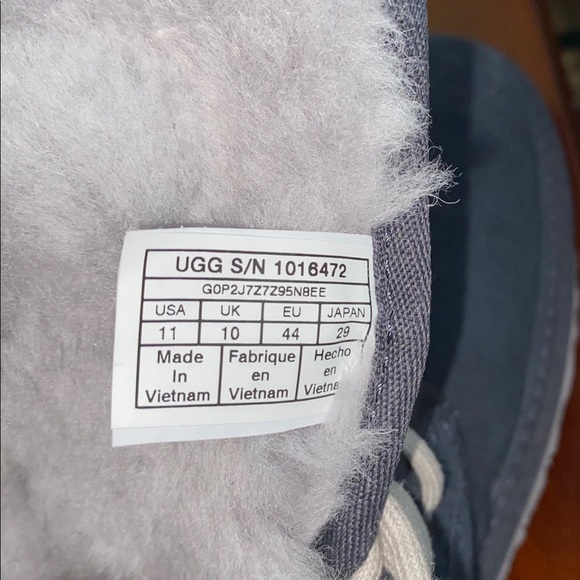 UGG S/N 1016472
G0P2J7Z7Z95N8EE
USA UK EU JAPAN
11 10 44 29
Made Fabrique Hecho
In en en
Vietnam Vietnam